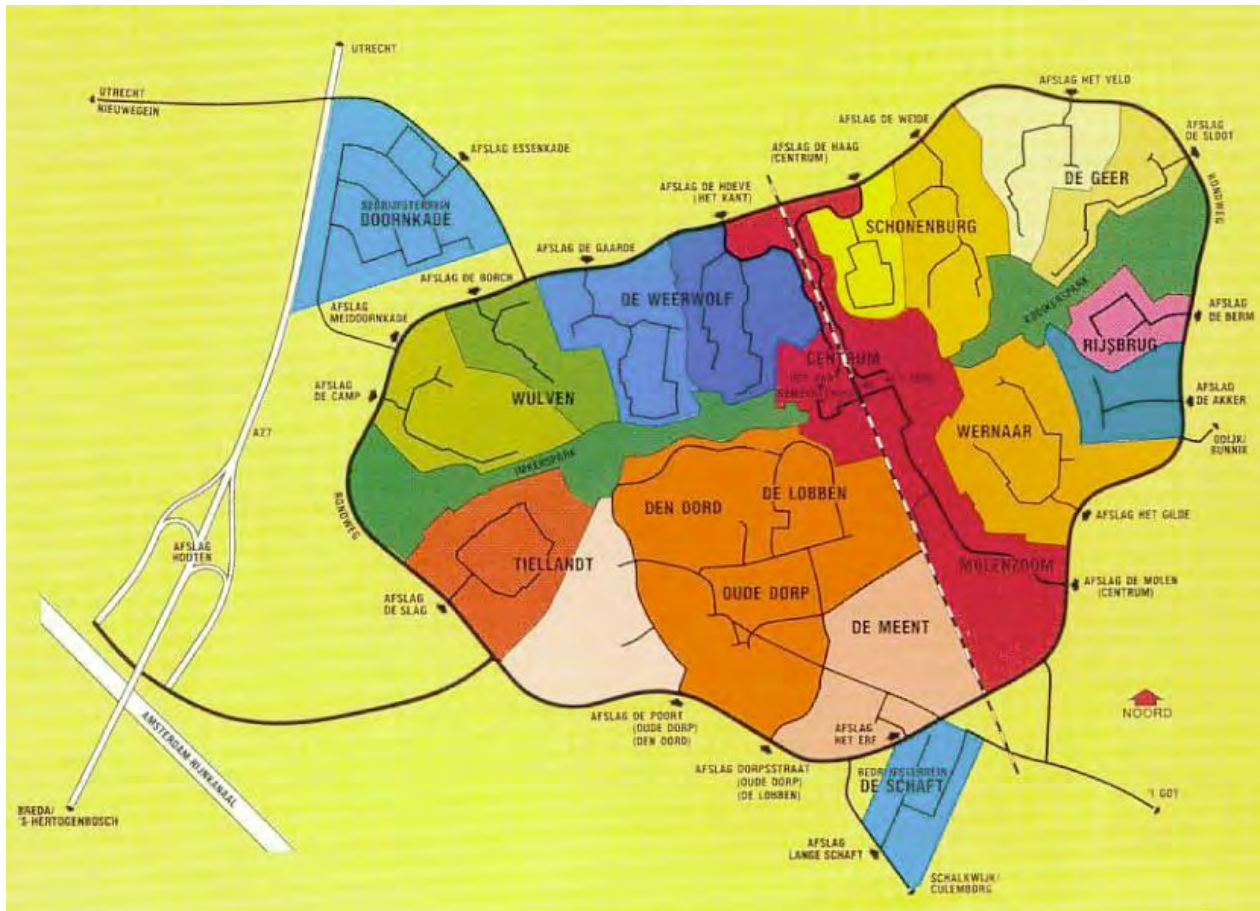 UTRECHT
UTRECHT
NIEUWEGEIN
AFSLAG HET VELD
AFSLAG DE WEIDE
AFSLAG
DE SLOOT
AFSLAG DE HAAG
(CENTRUM)
AFSLAG ESSENKADE
RONDWEG
DE GEER
AFSLAG DE HOEVE
(HET KANT)
BEDRIJFSTERREIN
DOORNKADE
SCHONENBURG
AFSLAG DE GAARDE
AFSLAG DE BORCH
DE WEERWOLF
KOOIKERSPARK
AFSLAG
DE BERM
AFSLAG
MEIDOORNKADE
RIJSBRUG
CENTRUM
AFSLAG
DE CAMP
WULVEN
AFSLAG
DE AKKER
A27
WERNAAR
ODIJK/
BUNNIK
IMKERSPARK
DE LOBBEN
DEN OORD
AFSLAG HET GILDE
RONDWEG
AFSLAG
HOUTEN
TIELLANDT
MOLENZOOM
AFSLAG DE MOLEN
(CENTRUM)
OUDE DORP
AFSLAG
DE SLAG
DE MEENT
NOORD
AFSLAG DE POORT
(OUDE DORP)
(DEN OORD)
AFSLAG
HET ERF
AMSTERDAM-RIJNKANAAL
AFSLAG DORPSSTRAAT
(OUDE DORP)
(DE LOBBEN)
BEDRIJFSTERREIN
DE SCHAFT
BREDA/
'S-HERTOGENBOSCH
'T GOY
AFSLAG
LANGE SCHAFT
SCHALKWIJK/
CULEMBORG